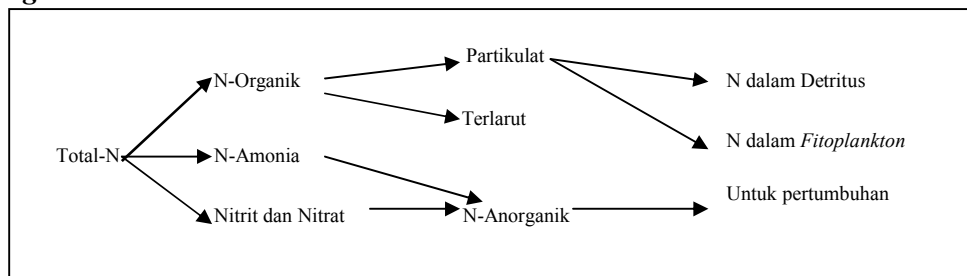 Partikulat
N-Organik
N dalam Detritus
Terlarut
N dalam Fitoplankton
Total-N
N-Amonia
Untuk pertumbuhan
Nitrit dan Nitrat
N-Anorganik